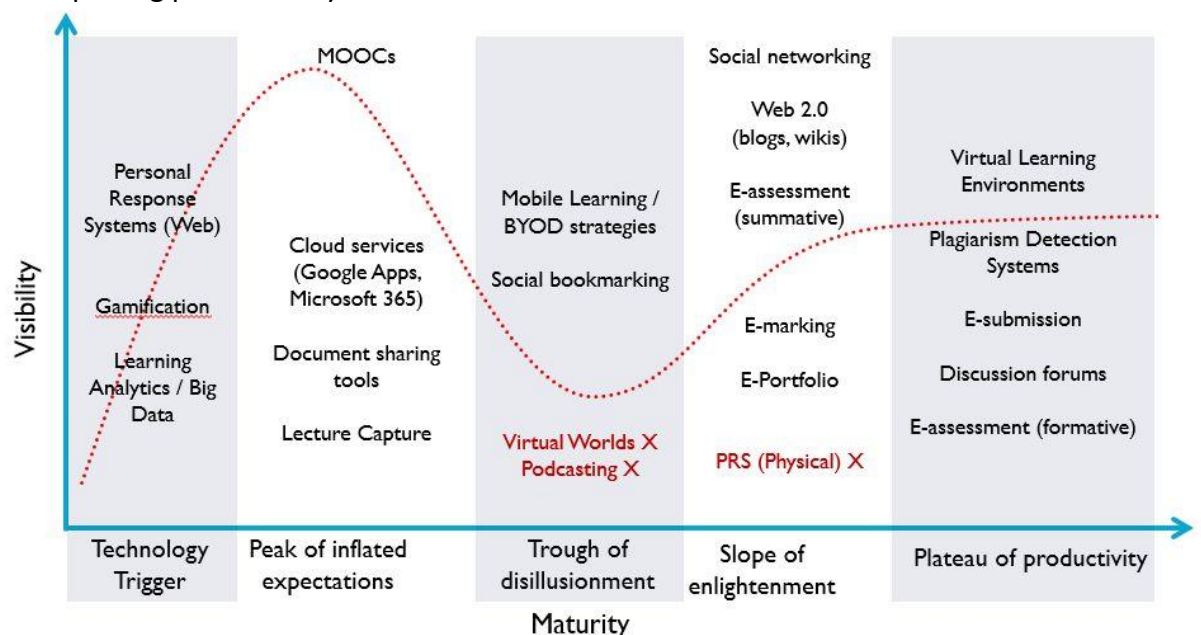 MOOCs
Social networking
Web 2.0
(blogs, wikis)
Personal
Response
Systems (Web)
Mobile Learning /
BYOD strategies
E-assessment
(summative)
Virtual Learning
Environments
Cloud services
(Google Apps,
Microsoft 365)
Social bookmarking
Plagiarism Detection
Systems
Visibility
Gamification
E-marking
E-submission
Learning
Analytics / Big
Data
Document sharing
tools
E-Portfolio
Discussion forums
Lecture Capture
Virtual Worlds X
Podcasting X
PRS (Physical) X
E-assessment (formative)
Technology
Trigger
Peak of inflated
expectations
Trough of
disillusionment
Slope of
enlightenment
Plateau of productivity
Maturity